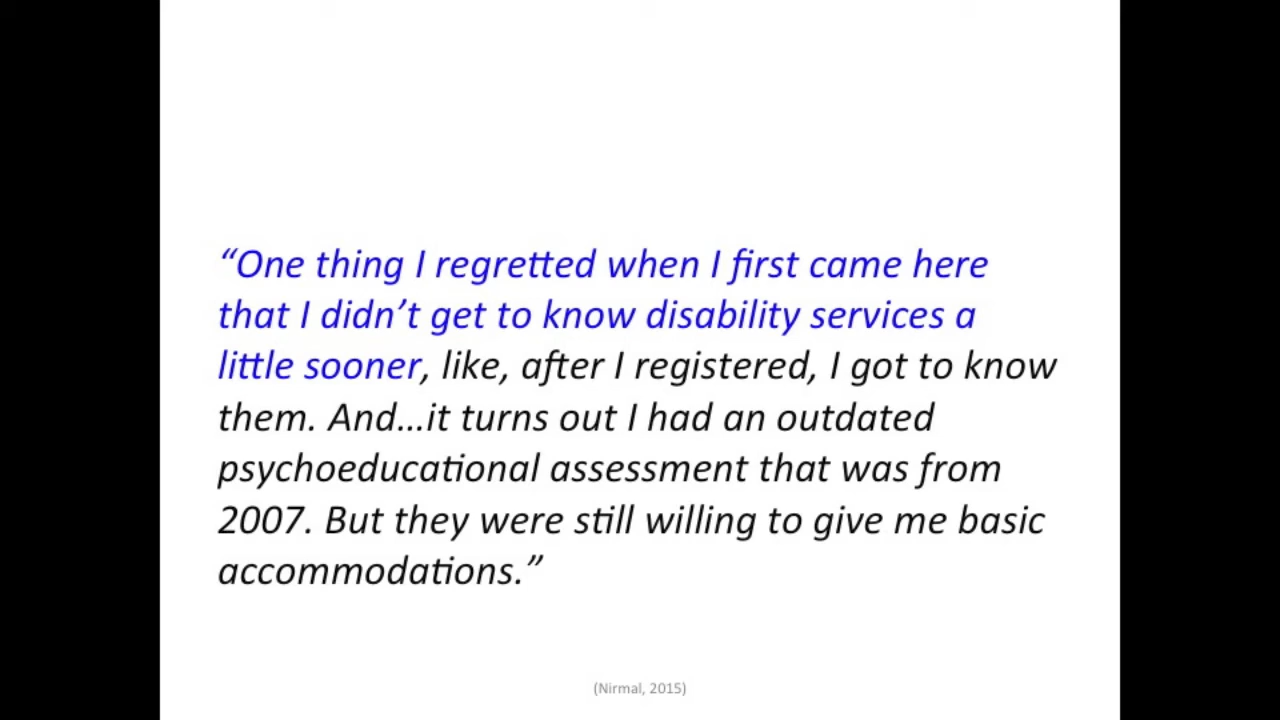 “One thing I regretted when I first came here
that I didn’t get to know disability services a
little sooner, like, after I registered, I got to know
them. And…it turns out I had an outdated
psychoeducational assessment that was from
2007. But they were still willing to give me basic
accommodations.”
(Nirmal, 2015)